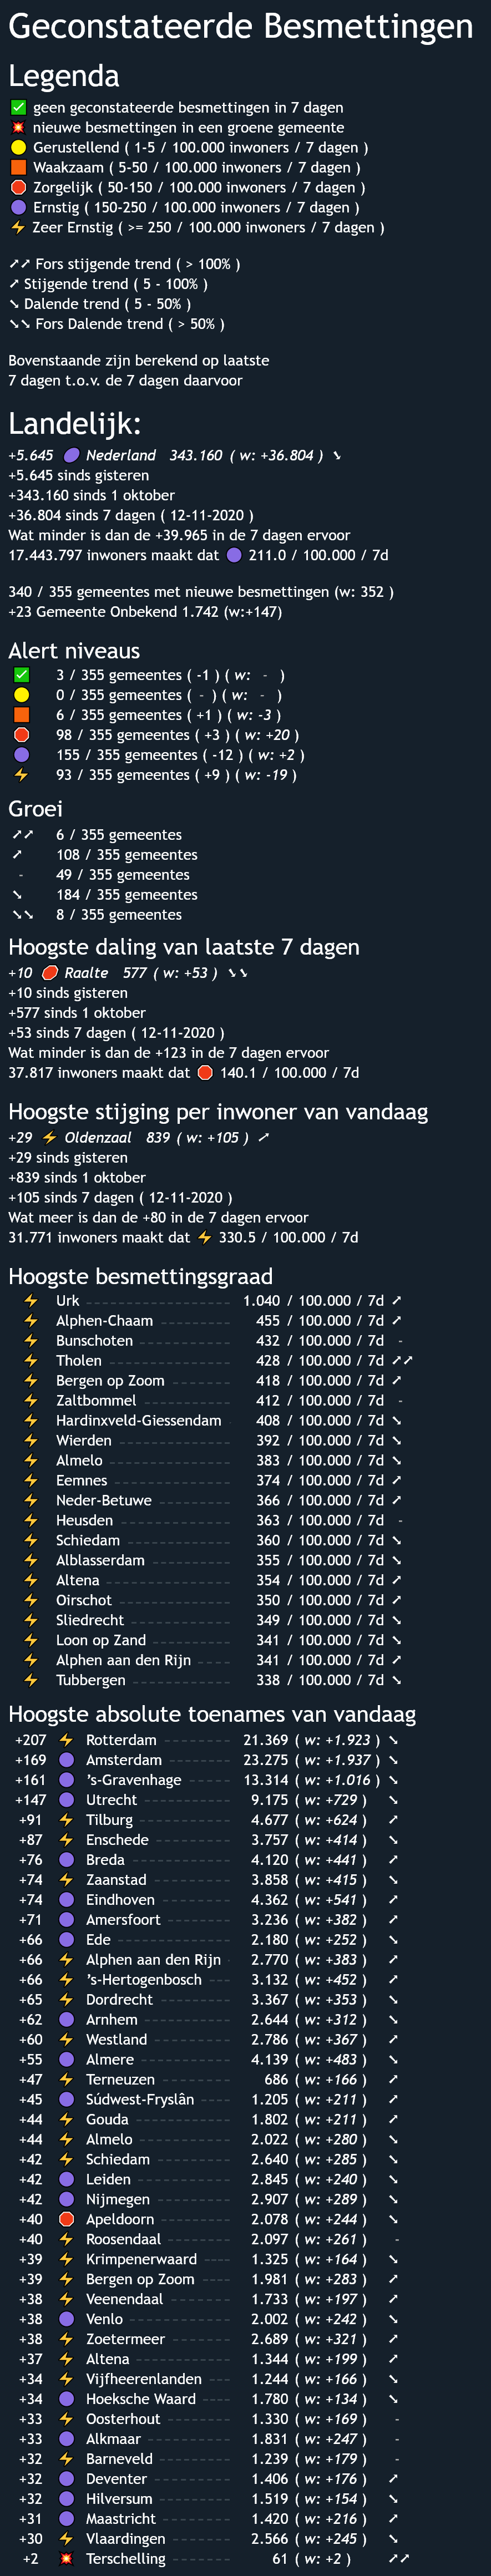 Geconstateerde Besmettingen
Legenda
✅ geen geconstateerde besmettingen in 7 dagen
💥 nieuwe besmettingen in een groene gemeente
🟡 Gerustellend ( 1-5 / 100.000 inwoners / 7 dagen )
🟧 Waakzaam ( 5-50 / 100.000 inwoners / 7 dagen )
🛑 Zorgelijk ( 50-150 / 100.000 inwoners / 7 dagen )
🟣 Ernstig ( 150-250 / 100.000 inwoners / 7 dagen )
⚡ Zeer Ernstig ( >= 250 / 100.000 inwoners / 7 dagen )
➚➚ Fors stijgende trend ( > 100% )
➚ Stijgende trend ( 5 - 100% )
➘ Dalende trend ( 5 - 50% )
➘➘ Fors Dalende trend ( > 50% )
Bovenstaande zijn berekend op laatste
7 dagen t.o.v. de 7 dagen daarvoor
Landelijk:
+5.645 🟣 Nederland 343.160 ( w: +36.804 ) ➘
+5.645 sinds gisteren
+343.160 sinds 1 oktober
+36.804 sinds 7 dagen ( 12-11-2020 )
Wat minder is dan de +39.965 in de 7 dagen ervoor
17.443.797 inwoners maakt dat 🟣 211.0 / 100.000 / 7d
340 / 355 gemeentes met nieuwe besmettingen (w: 352 )
+23 Gemeente Onbekend 1.742 (w:+147)
Alert niveaus
✅ 3 / 355 gemeentes ( -1 ) ( w: - )
🟡 0 / 355 gemeentes ( - ) ( w: - )
🟧 6 / 355 gemeentes ( +1 ) ( w: -3 )
🛑 98 / 355 gemeentes ( +3 ) ( w: +20 )
🟣 155 / 355 gemeentes ( -12 ) ( w: +2 )
⚡ 93 / 355 gemeentes ( +9 ) ( w: -19 )
Groei
➚➚ 6 / 355 gemeentes
➚ 108 / 355 gemeentes
- 49 / 355 gemeentes
➘ 184 / 355 gemeentes
➘➘ 8 / 355 gemeentes
Hoogste daling van laatste 7 dagen
+10 🛑 Raalte 577 ( w: +53 ) ➘➘
+10 sinds gisteren
+577 sinds 1 oktober
+53 sinds 7 dagen ( 12-11-2020 )
Wat minder is dan de +123 in de 7 dagen ervoor
37.817 inwoners maakt dat 🛑 140.1 / 100.000 / 7d
Hoogste stijging per inwoner van vandaag
+29 ⚡ Oldenzaal 839 ( w: +105 ) ➚
+29 sinds gisteren
+839 sinds 1 oktober
+105 sinds 7 dagen ( 12-11-2020 )
Wat meer is dan de +80 in de 7 dagen ervoor
31.771 inwoners maakt dat ⚡ 330.5 / 100.000 / 7d
Hoogste besmettingsgraad
⚡ Urk 1.040 / 100.000 / 7d ➚
⚡ Alphen-Chaam 455 / 100.000 / 7d ➚
⚡ Bunschoten 432 / 100.000 / 7d -
⚡ Tholen 428 / 100.000 / 7d ➚➚
⚡ Bergen op Zoom 418 / 100.000 / 7d ➚
⚡ Zaltbommel 412 / 100.000 / 7d -
⚡ Hardinxveld-Giessendam 408 / 100.000 / 7d ➘
⚡ Wierden 392 / 100.000 / 7d ➘
⚡ Almelo 383 / 100.000 / 7d ➘
⚡ Eemnes 374 / 100.000 / 7d ➚
⚡ Neder-Betuwe 366 / 100.000 / 7d ➚
⚡ Heusden 363 / 100.000 / 7d -
⚡ Schiedam 360 / 100.000 / 7d ➘
⚡ Alblasserdam 355 / 100.000 / 7d ➘
⚡ Altena 354 / 100.000 / 7d ➚
⚡ Oirschot 350 / 100.000 / 7d ➚
⚡ Sliedrecht 349 / 100.000 / 7d ➘
⚡ Loon op Zand 341 / 100.000 / 7d ➘
⚡ Alphen aan den Rijn 341 / 100.000 / 7d ➚
⚡ Tubbergen 338 / 100.000 / 7d ➘
Hoogste absolute toenames van vandaag
+207 ⚡ Rotterdam 21.369 ( w: +1.923 ) ➘
+169 🟣 Amsterdam 23.275 ( w: +1.937 ) ➘
+161 🟣 's-Gravenhage 13.314 ( w: +1.016 ) ➘
+147 🟣 Utrecht 9.175 ( w: +729 ) ➘
+91 ⚡ Tilburg 4.677 ( w: +624 ) ➚
+87 ⚡ Enschede 3.757 ( w: +414 ) ➘
+76 🟣 Breda 4.120 ( w: +441 ) ➚
+74 ⚡ Zaanstad 3.858 ( w: +415 ) ➘
+74 🟣 Eindhoven 4.362 ( w: +541 ) ➚
+71 🟣 Amersfoort 3.236 ( w: +382 ) ➚
+66 🟣 Ede 2.180 ( w: +252 ) ➘
+66 ⚡ Alphen aan den Rijn 2.770 ( w: +383 ) ➚
+66 ⚡ 's-Hertogenbosch 3.132 ( w: +452 ) ➚
+65 ⚡ Dordrecht 3.367 ( w: +353 ) ➘
+62 🟣 Arnhem 2.644 ( w: +312 ) ➘
+60 ⚡ Westland 2.786 ( w: +367 ) ➚
+55 🟣 Almere 4.139 ( w: +483 ) ➘
+47 ⚡ Terneuzen 686 ( w: +166 ) ➚
+45 🟣 Súdwest-Fryslân 1.205 ( w: +211 ) ➚
+44 ⚡ Gouda 1.802 ( w: +211 ) ➚
+44 ⚡ Almelo 2.022 ( w: +280 ) ➘
+42 ⚡ Schiedam 2.640 ( w: +285 ) ➘
+42 🟣 Leiden 2.845 ( w: +240 ) ➘
+42 🟣 Nijmegen 2.907 ( w: +289 ) ➘
+40 🛑 Apeldoorn 2.078 ( w: +244 ) ➘
+40 ⚡ Roosendaal 2.097 ( w: +261 ) -
+39 ⚡ Krimpenerwaard 1.325 ( w: +164 ) ➘
+39 ⚡ Bergen op Zoom 1.981 ( w: +283 ) ➚
+38 ⚡ Veenendaal 1.733 ( w: +197 ) ➚
+38 🟣 Venlo 2.002 ( w: +242 ) ➘
+38 ⚡ Zoetermeer 2.689 ( w: +321 ) ➚
+37 ⚡ Altena 1.344 ( w: +199 ) ➚
+34 ⚡ Vijfheerenlanden 1.244 ( w: +166 ) ➘
+34 🟣 Hoeksche Waard 1.780 ( w: +134 ) ➘
+33 ⚡ Oosterhout 1.330 ( w: +169 ) -
+33 🟣 Alkmaar 1.831 ( w: +247 ) -
+32 ⚡ Barneveld 1.239 ( w: +179 ) -
+32 🟣 Deventer 1.406 ( w: +176 ) ➚
+32 🟣 Hilversum 1.519 ( w: +154 ) ➘
+31 🟣 Maastricht 1.420 ( w: +216 ) ➚
+30 ⚡ Vlaardingen 2.566 ( w: +245 ) ➘
+2 💥 Terschelling 61 ( w: +2 ) ➚➚